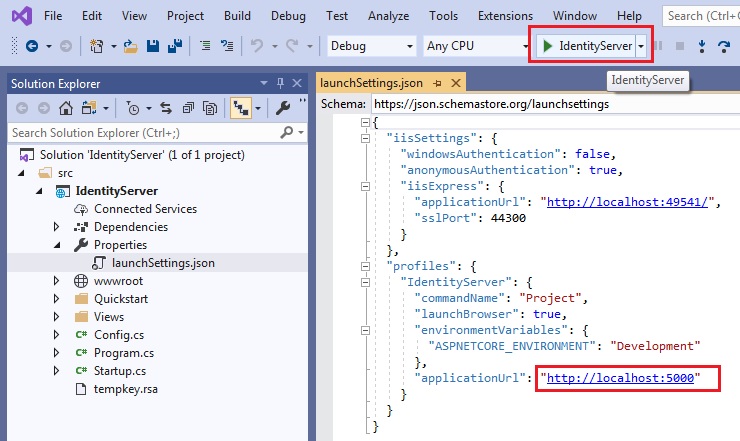 File Edit View Project Build Debug Test Analyze Tools Extensions Window Help Search (Ctrl+
Debug Any CPU IdentityServer
IdentityServer
Solution Explorer
Search Solution Explorer (Ctrl+;)
Solution 'IdentityServer' (1 of 1 project)
src
IdentityServer
Connected Services
Dependencies
Properties
launchSettings.json
wwwroot
Quickstart
Views
C# Config.cs
C# Program.cs
C# Startup.cs
tempkey.rsa
launchSettings.json
Schema: https://json.schemastore.org/launchsettings
{
"iisSettings": {
"windowsAuthentication": false,
"anonymousAuthentication": true,
"iisExpress": {
"applicationUrl": "http://localhost:49541/",
"sslPort": 44300
}
},
"profiles": {
"IdentityServer": {
"commandName": "Project",
"launchBrowser": true,
"environmentVariables": {
"ASPNETCORE_ENVIRONMENT": "Development"
},
"applicationUrl": "http://localhost:5000"
}
}
}